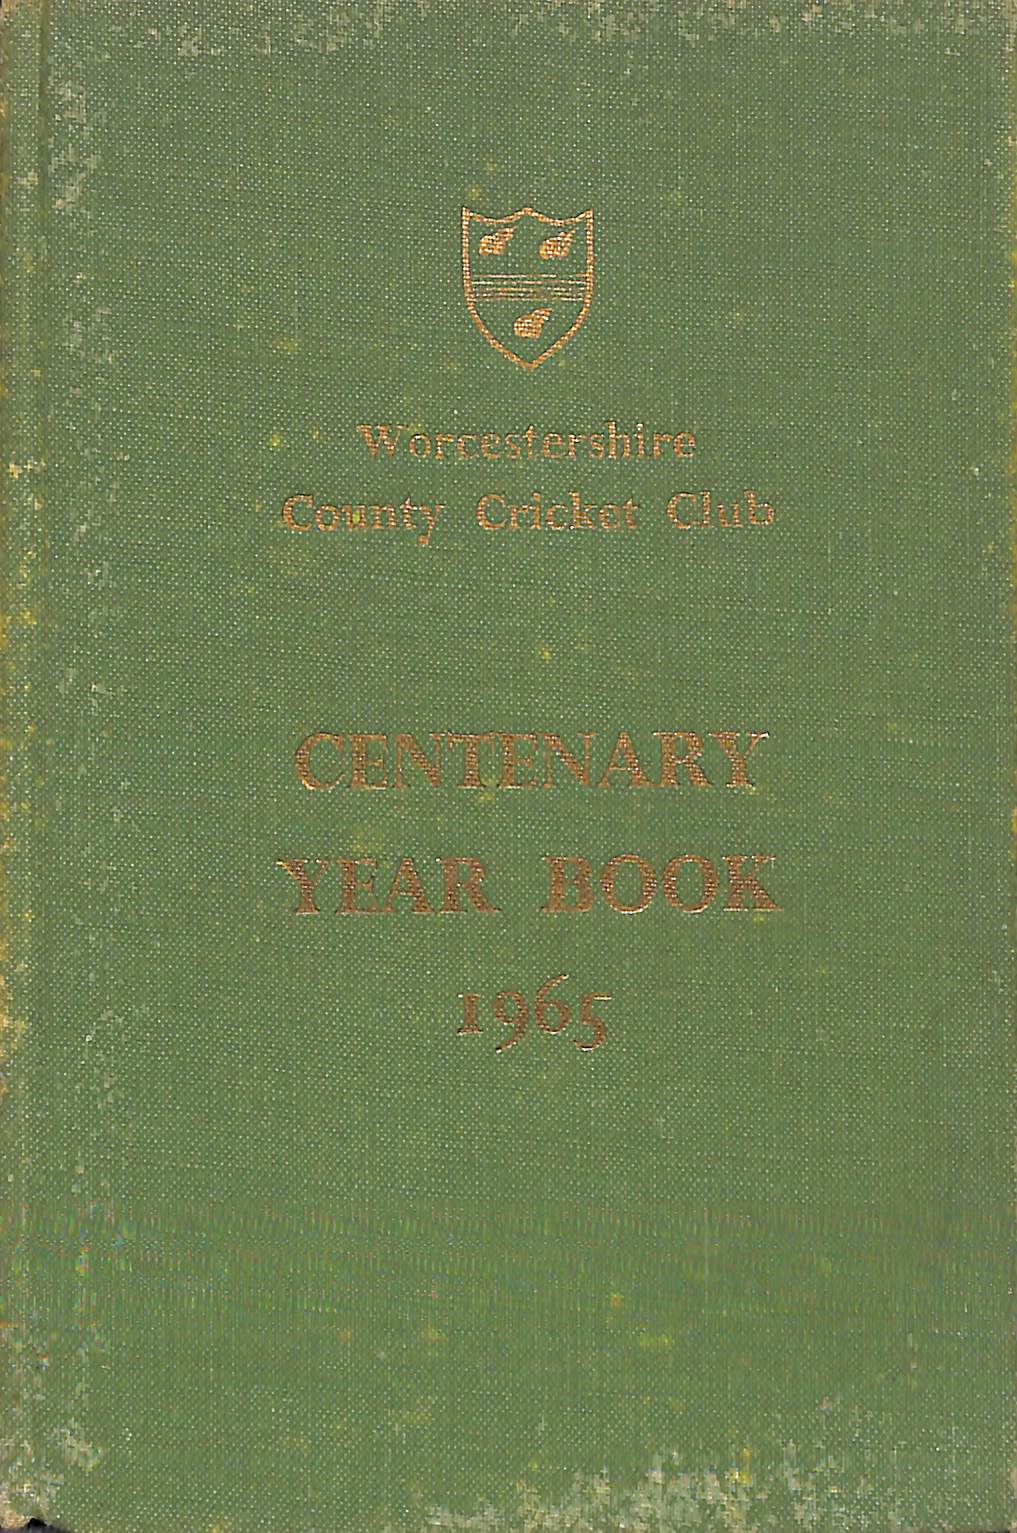 Worcestershire
County Cricket Club
CENTENARY
YEAR BOOK
1965